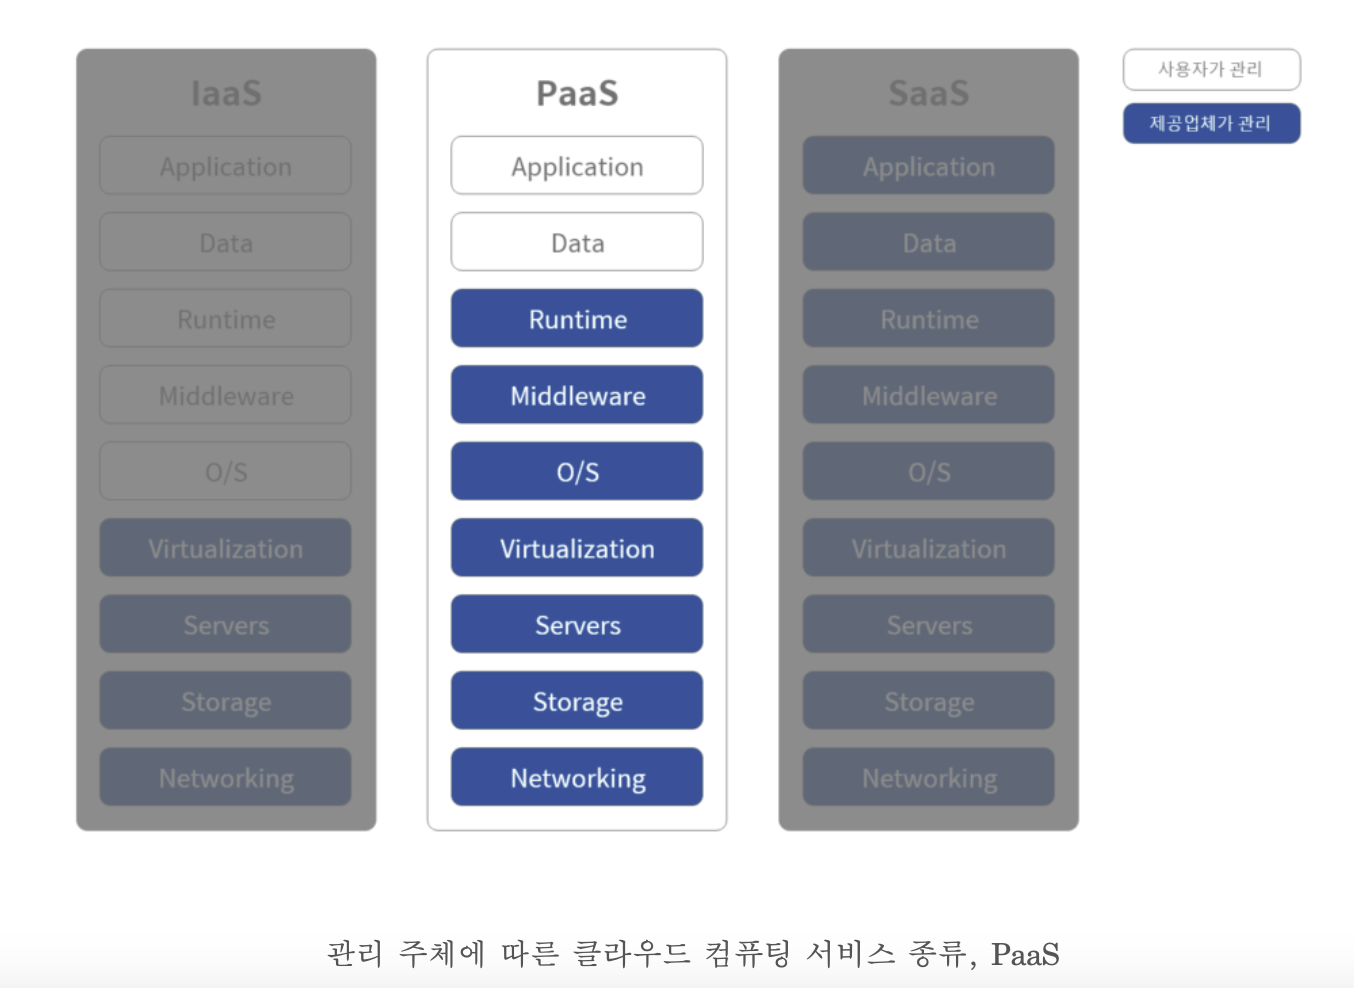 IaaS
Application
Data
Runtime
Middleware
O/S
Virtualization
Servers
Storage
Networking
PaaS
Application
Data
Runtime
Middleware
O/S
Virtualization
Servers
Storage
Networking
SaaS
Application
Data
Runtime
Middleware
O/S
Virtualization
Servers
Storage
Networking
사용자가 관리
제공업체가 관리
관리 주체에 따른 클라우드 컴퓨팅 서비스 종류, PaaS